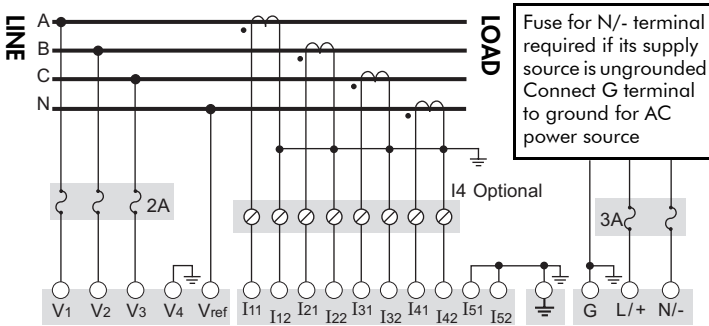 A
B
C
N
LINE
LOAD
Fuse for N/- terminal
required if its supply
source is ungrounded
Connect G terminal
to ground for AC
power source
I4 Optional
2A
3A
V1 V2 V3 V4 Vref
I11 I12 I21 I22 I31 I32 I41 I42 I51 I52
G L/+ N/-